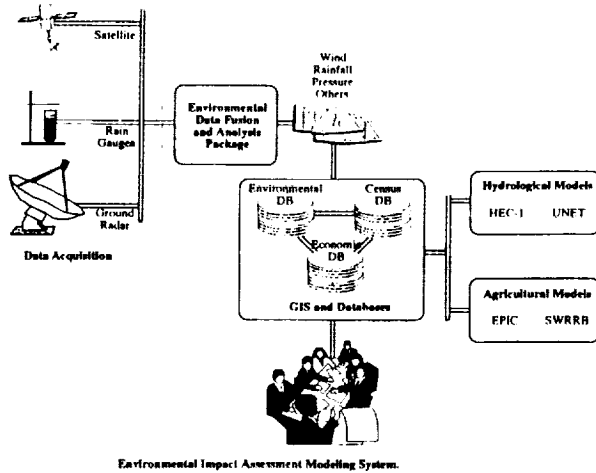 Satellite
Rain
Gauges
Ground
Radar
Data Acquisition
Environmental
Data Fusion
and Analysis
Package
Wind
Rainfall
Pressure
Others
Environmental
DB
Census
DB
Economic
DB
GIS and Databases
Hydrological Models
HEC-1 UNET
Agricultural Models
EPIC SWRRB
Environmental Impact Assessment Modeling System.